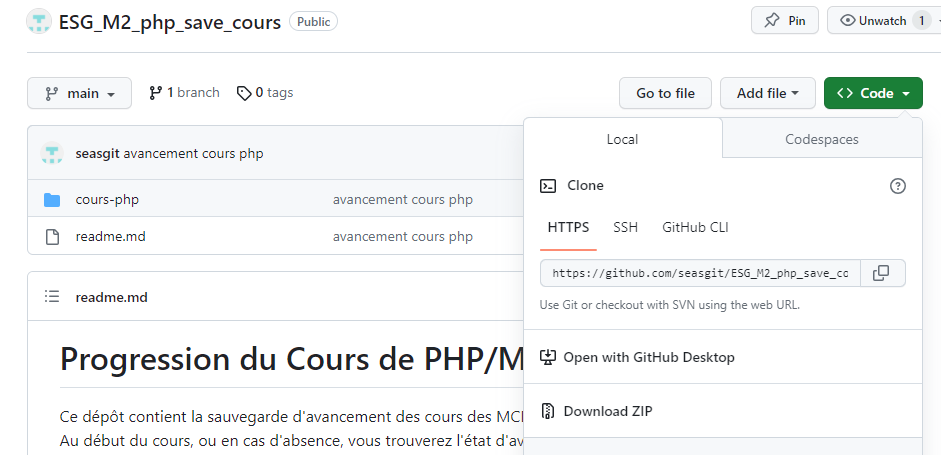 ESG_M2_php_save_cours Public
Pin Unwatch 1
main 1 branch 0 tags Go to file Add file Code
seasgit avancement cours php
cours-php avancement cours php
readme.md avancement cours php
readme.md
Progression du Cours de PHP/M
Ce dépôt contient la sauvegarde d'avancement des cours des
Au début du cours, ou en cas d'absence, vous trouverez l'état
Local Codespaces
Clone
HTTPS SSH GitHub CLI
https://github.com/seasgit/ESG_M2_php_save_co
Use Git or checkout with SVN using the web URL.
Open with GitHub Desktop
Download ZIP